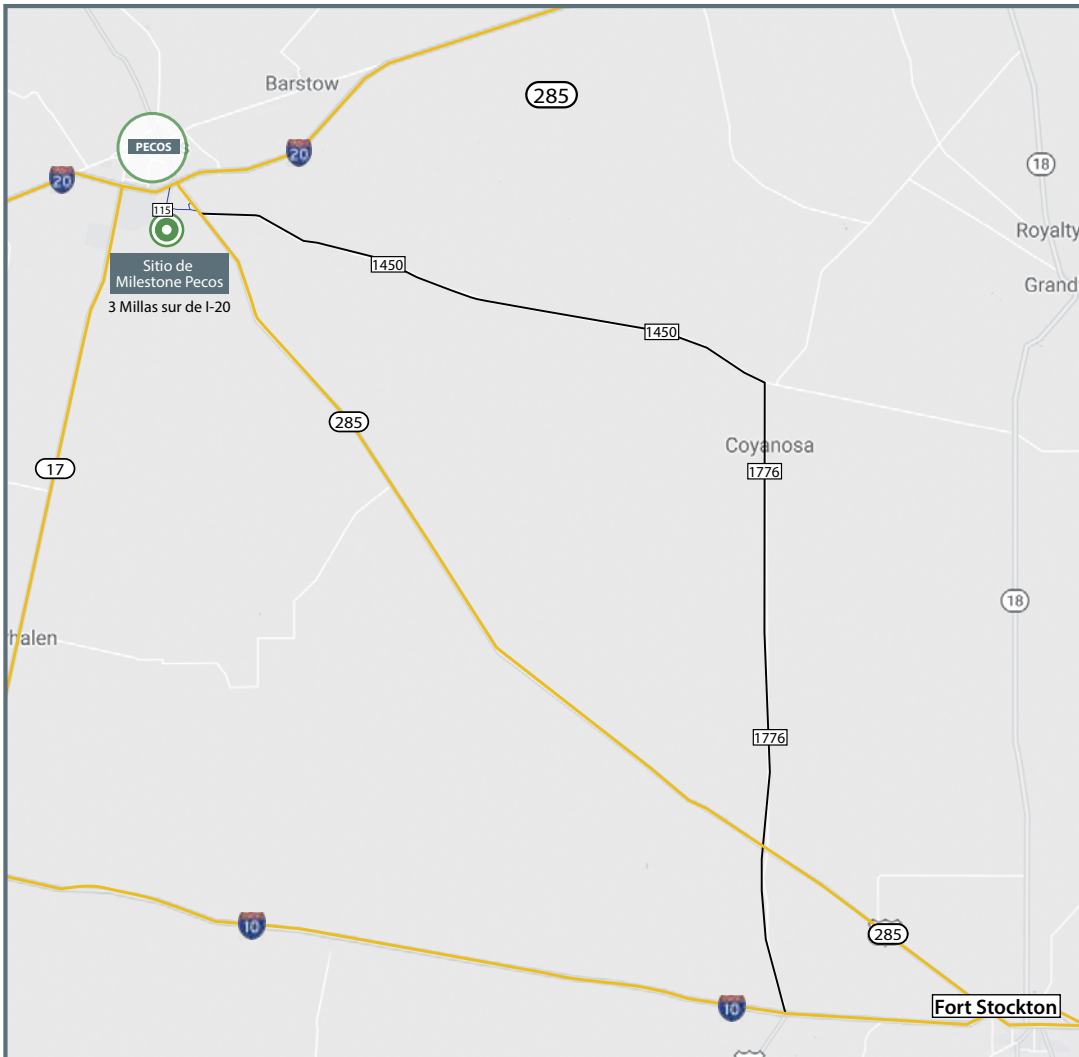 Barstow
285
PECOS
20
20
18
115
Royalty
Sitio de
Milestone Pecos
3 Millas sur de I-20
1450
Grand
1450
285
Coyanosa
17
1776
18
halen
1776
10
285
10
Fort Stockton